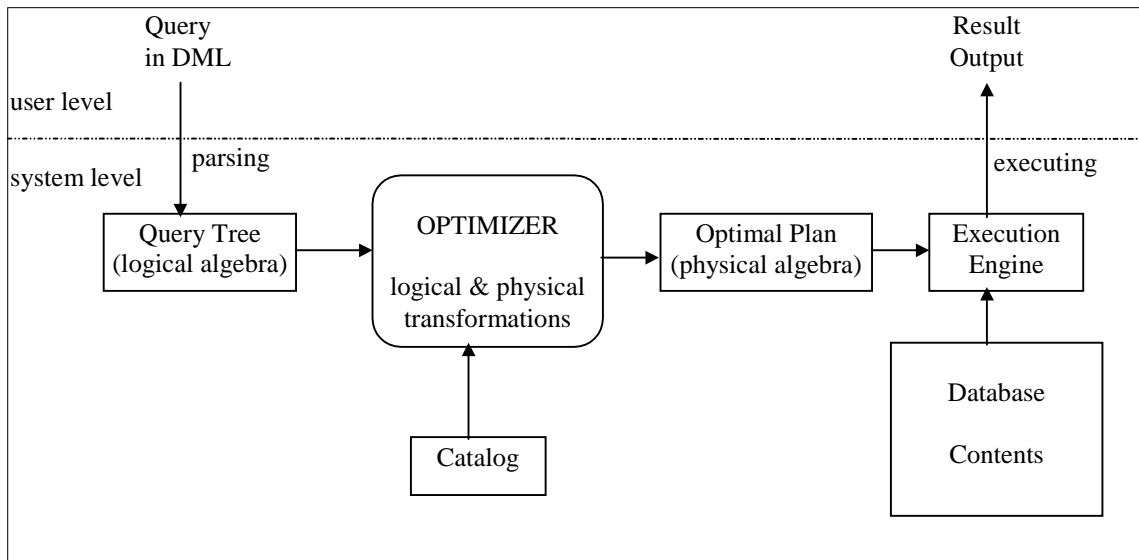 Query
in DML
Result
Output
user level
parsing
executing
system level
Query Tree
(logical algebra)
OPTIMIZER
logical & physical
transformations
Optimal Plan
(physical algebra)
Execution
Engine
Database
Contents
Catalog